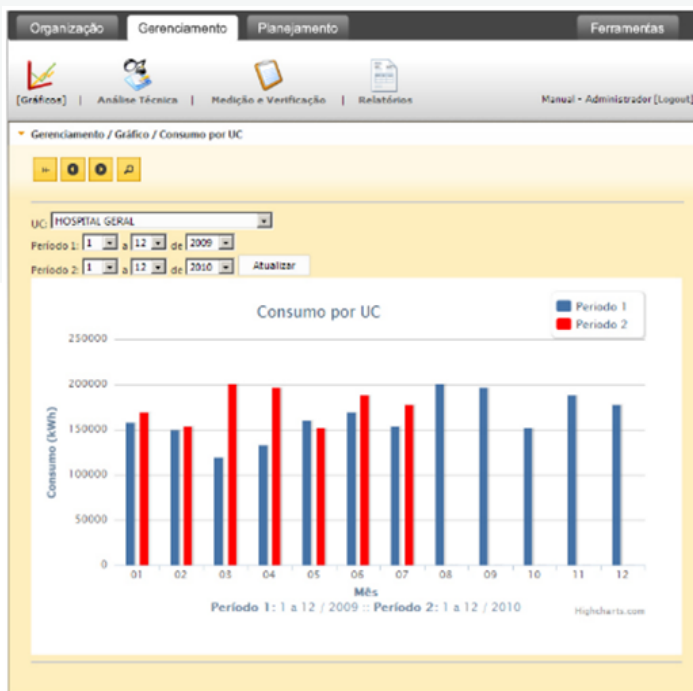 Organização Gerenciamento Planejamento Ferramentas
[Gráficos] | Análise Técnica | Medição e Verificação | Relatórios Manual - Administrador [Logout]
Gerenciamento / Gráfico / Consumo por UC
UC: HOSPITAL GERAL
Período 1: 1 a 12 de 2009
Período 2: 1 a 12 de 2010 Atualizar
Consumo por UC
Periodo 1
Periodo 2
Consumo (kWh)
250000
200000
150000
100000
50000
0
01 02 03 04 05 06 07 08 09 10 11 12
Mês
Período 1: 1 a 12 / 2009 :: Período 2: 1 a 12 / 2010
Highcharts.com